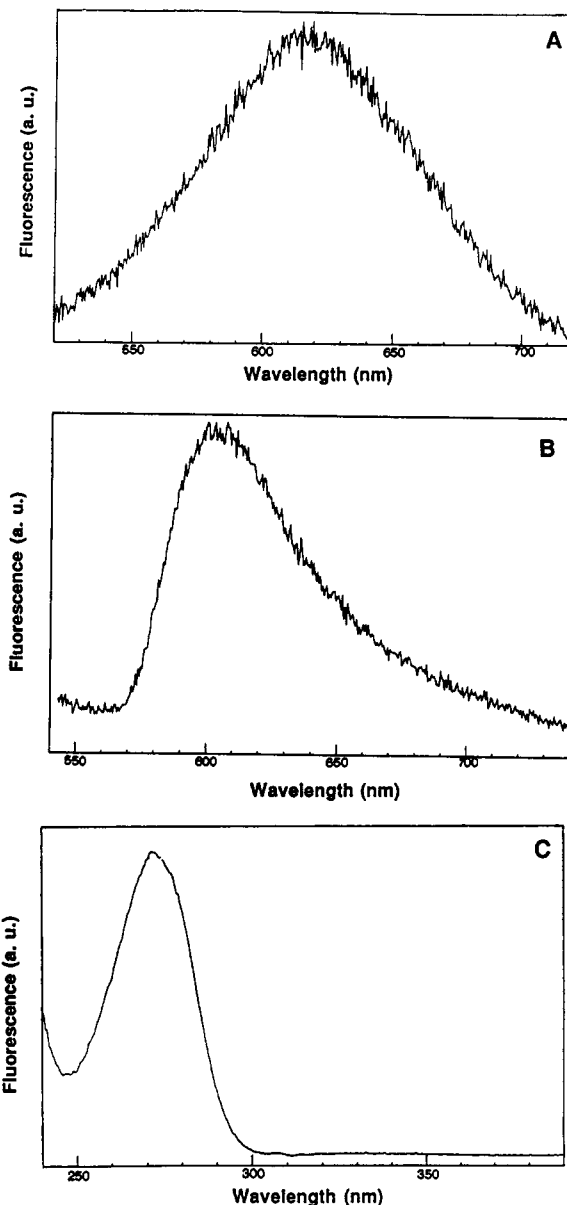 A
Fluorescence (a. u.)
650 600 650 700
Wavelength (nm)
B
Fluorescence (a. u.)
550 600 650 700
Wavelength (nm)
C
Fluorescence (a. u.)
250 300 350
Wavelength (nm)